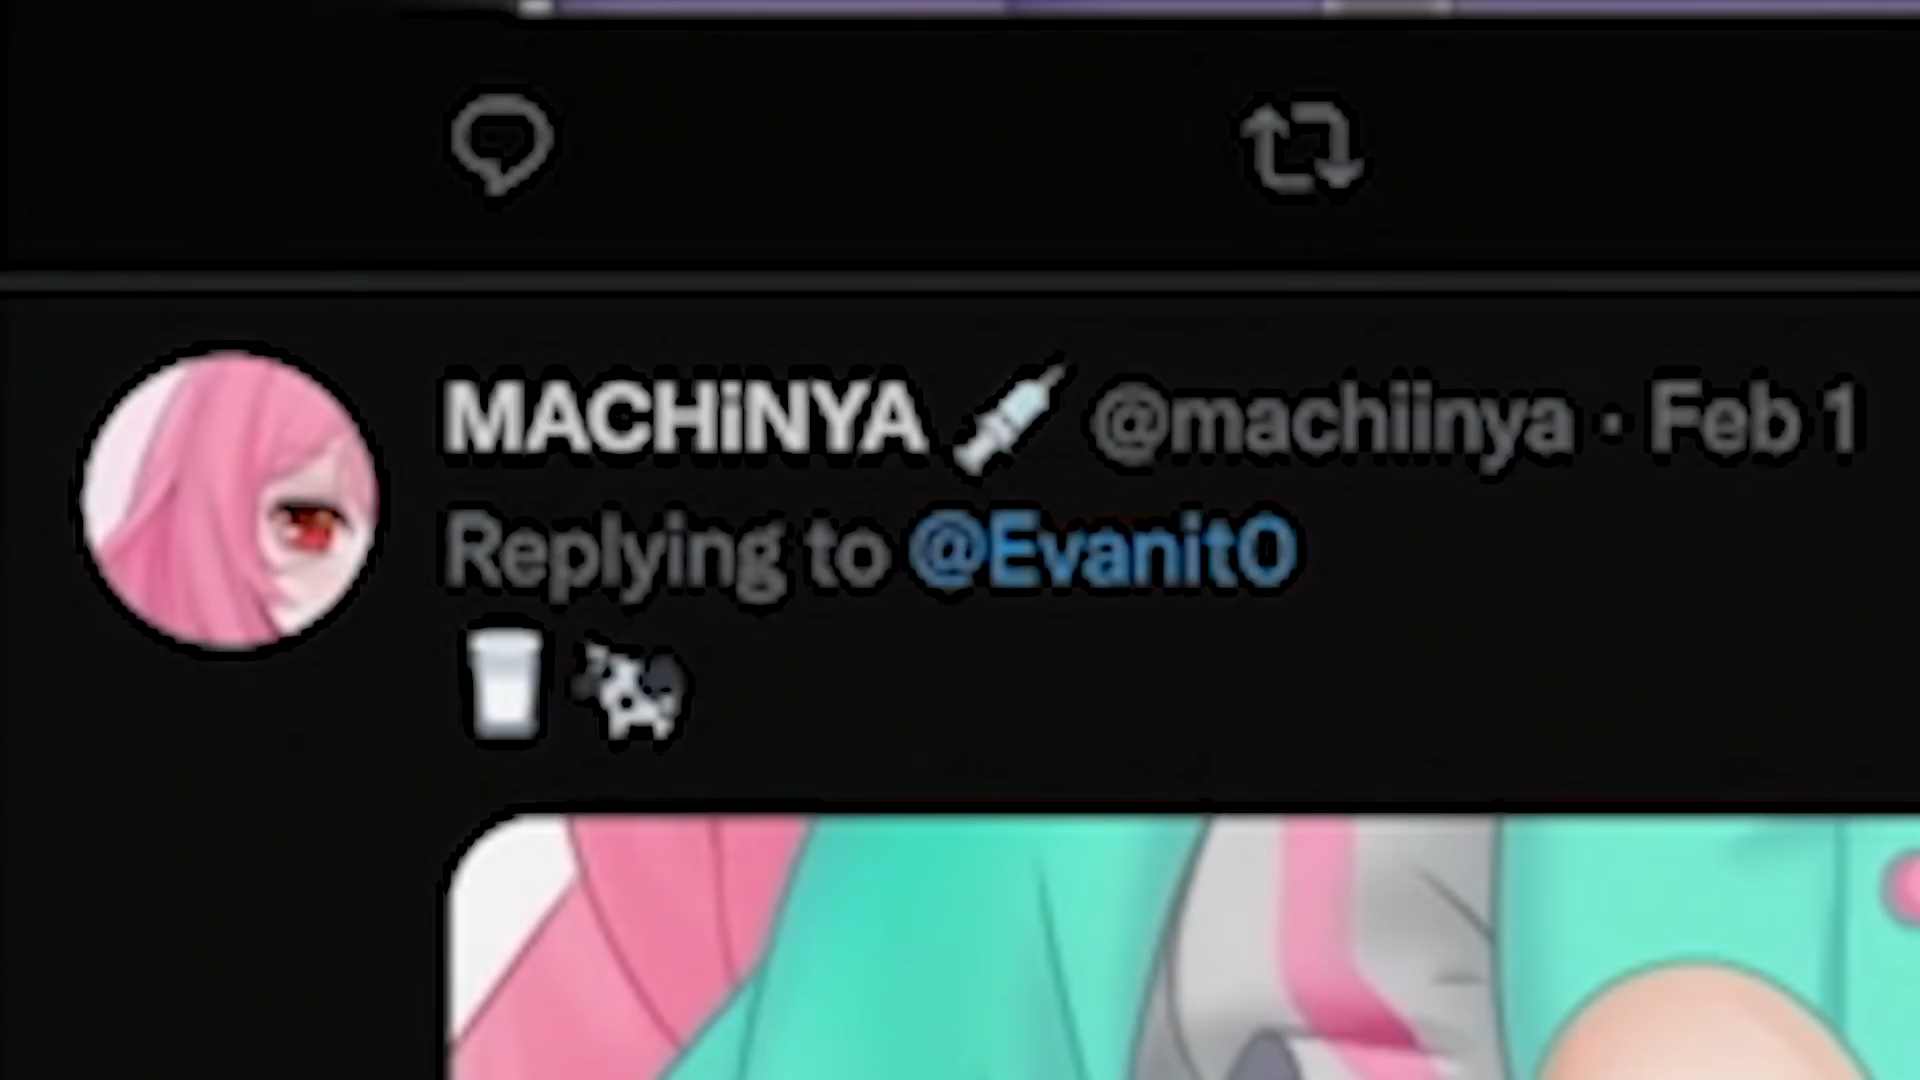 MACHiNYA💉 @machiinya · Feb 1
Replying to @Evanit0
🥛🐄